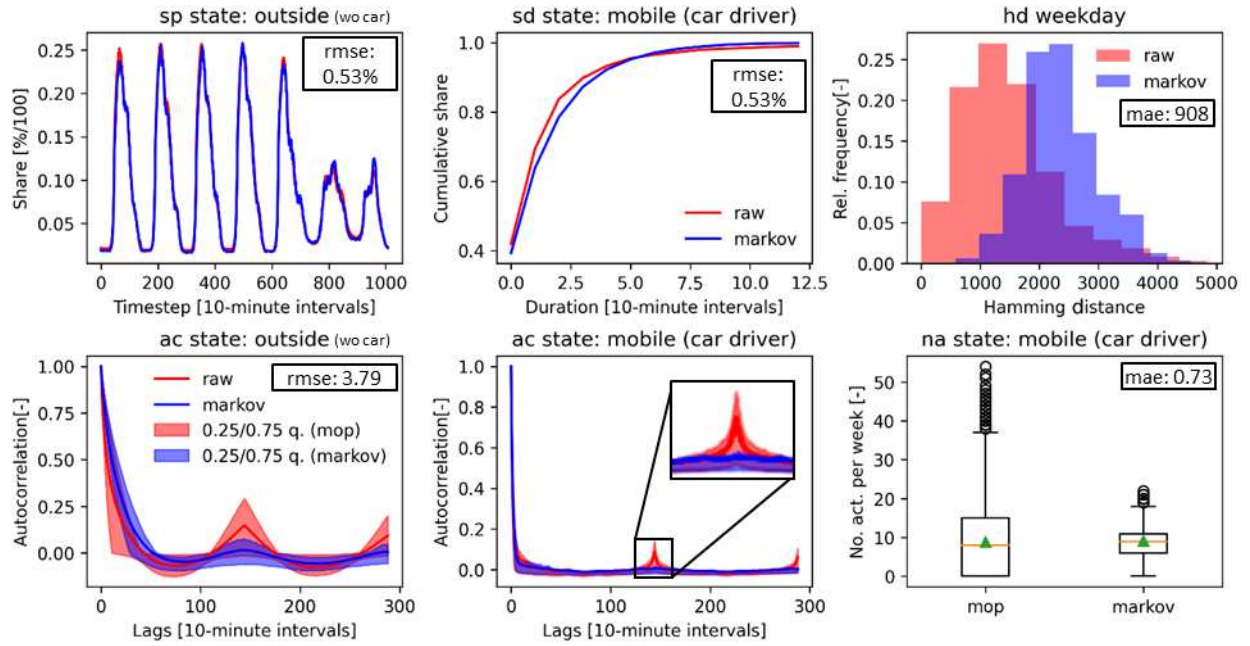 sp state: outside (wo car)
rmse:
0.53%
0.25
0.20
0.15
0.10
0.05
Share [%/100]
0 200 400 600 800 1000
Timestep [10-minute intervals]
sd state: mobile (car driver)
rmse:
0.53%
1.0
0.8
0.6
0.4
Cumulative share
raw
markov
0.0 2.5 5.0 7.5 10.0 12.5
Duration [10-minute intervals]
hd weekday
raw
markov
mae: 908
0.25
0.20
0.15
0.10
0.05
0.00
Rel. frequency[-]
0 1000 2000 3000 4000 5000
Hamming distance
ac state: outside (wo car)
rmse: 3.79
raw
markov
0.25/0.75 q. (mop)
0.25/0.75 q. (markov)
1.00
0.75
0.50
0.25
0.00
Autocorrelation[-]
0 100 200 300
Lags [10-minute intervals]
ac state: mobile (car driver)
1.0
0.8
0.6
0.4
0.2
0.0
Autocorrelation[-]
0 100 200 300
Lags [10-minute intervals]
na state: mobile (car driver)
mae: 0.73
50
40
30
20
10
0
No. act. per week [-]
mop markov